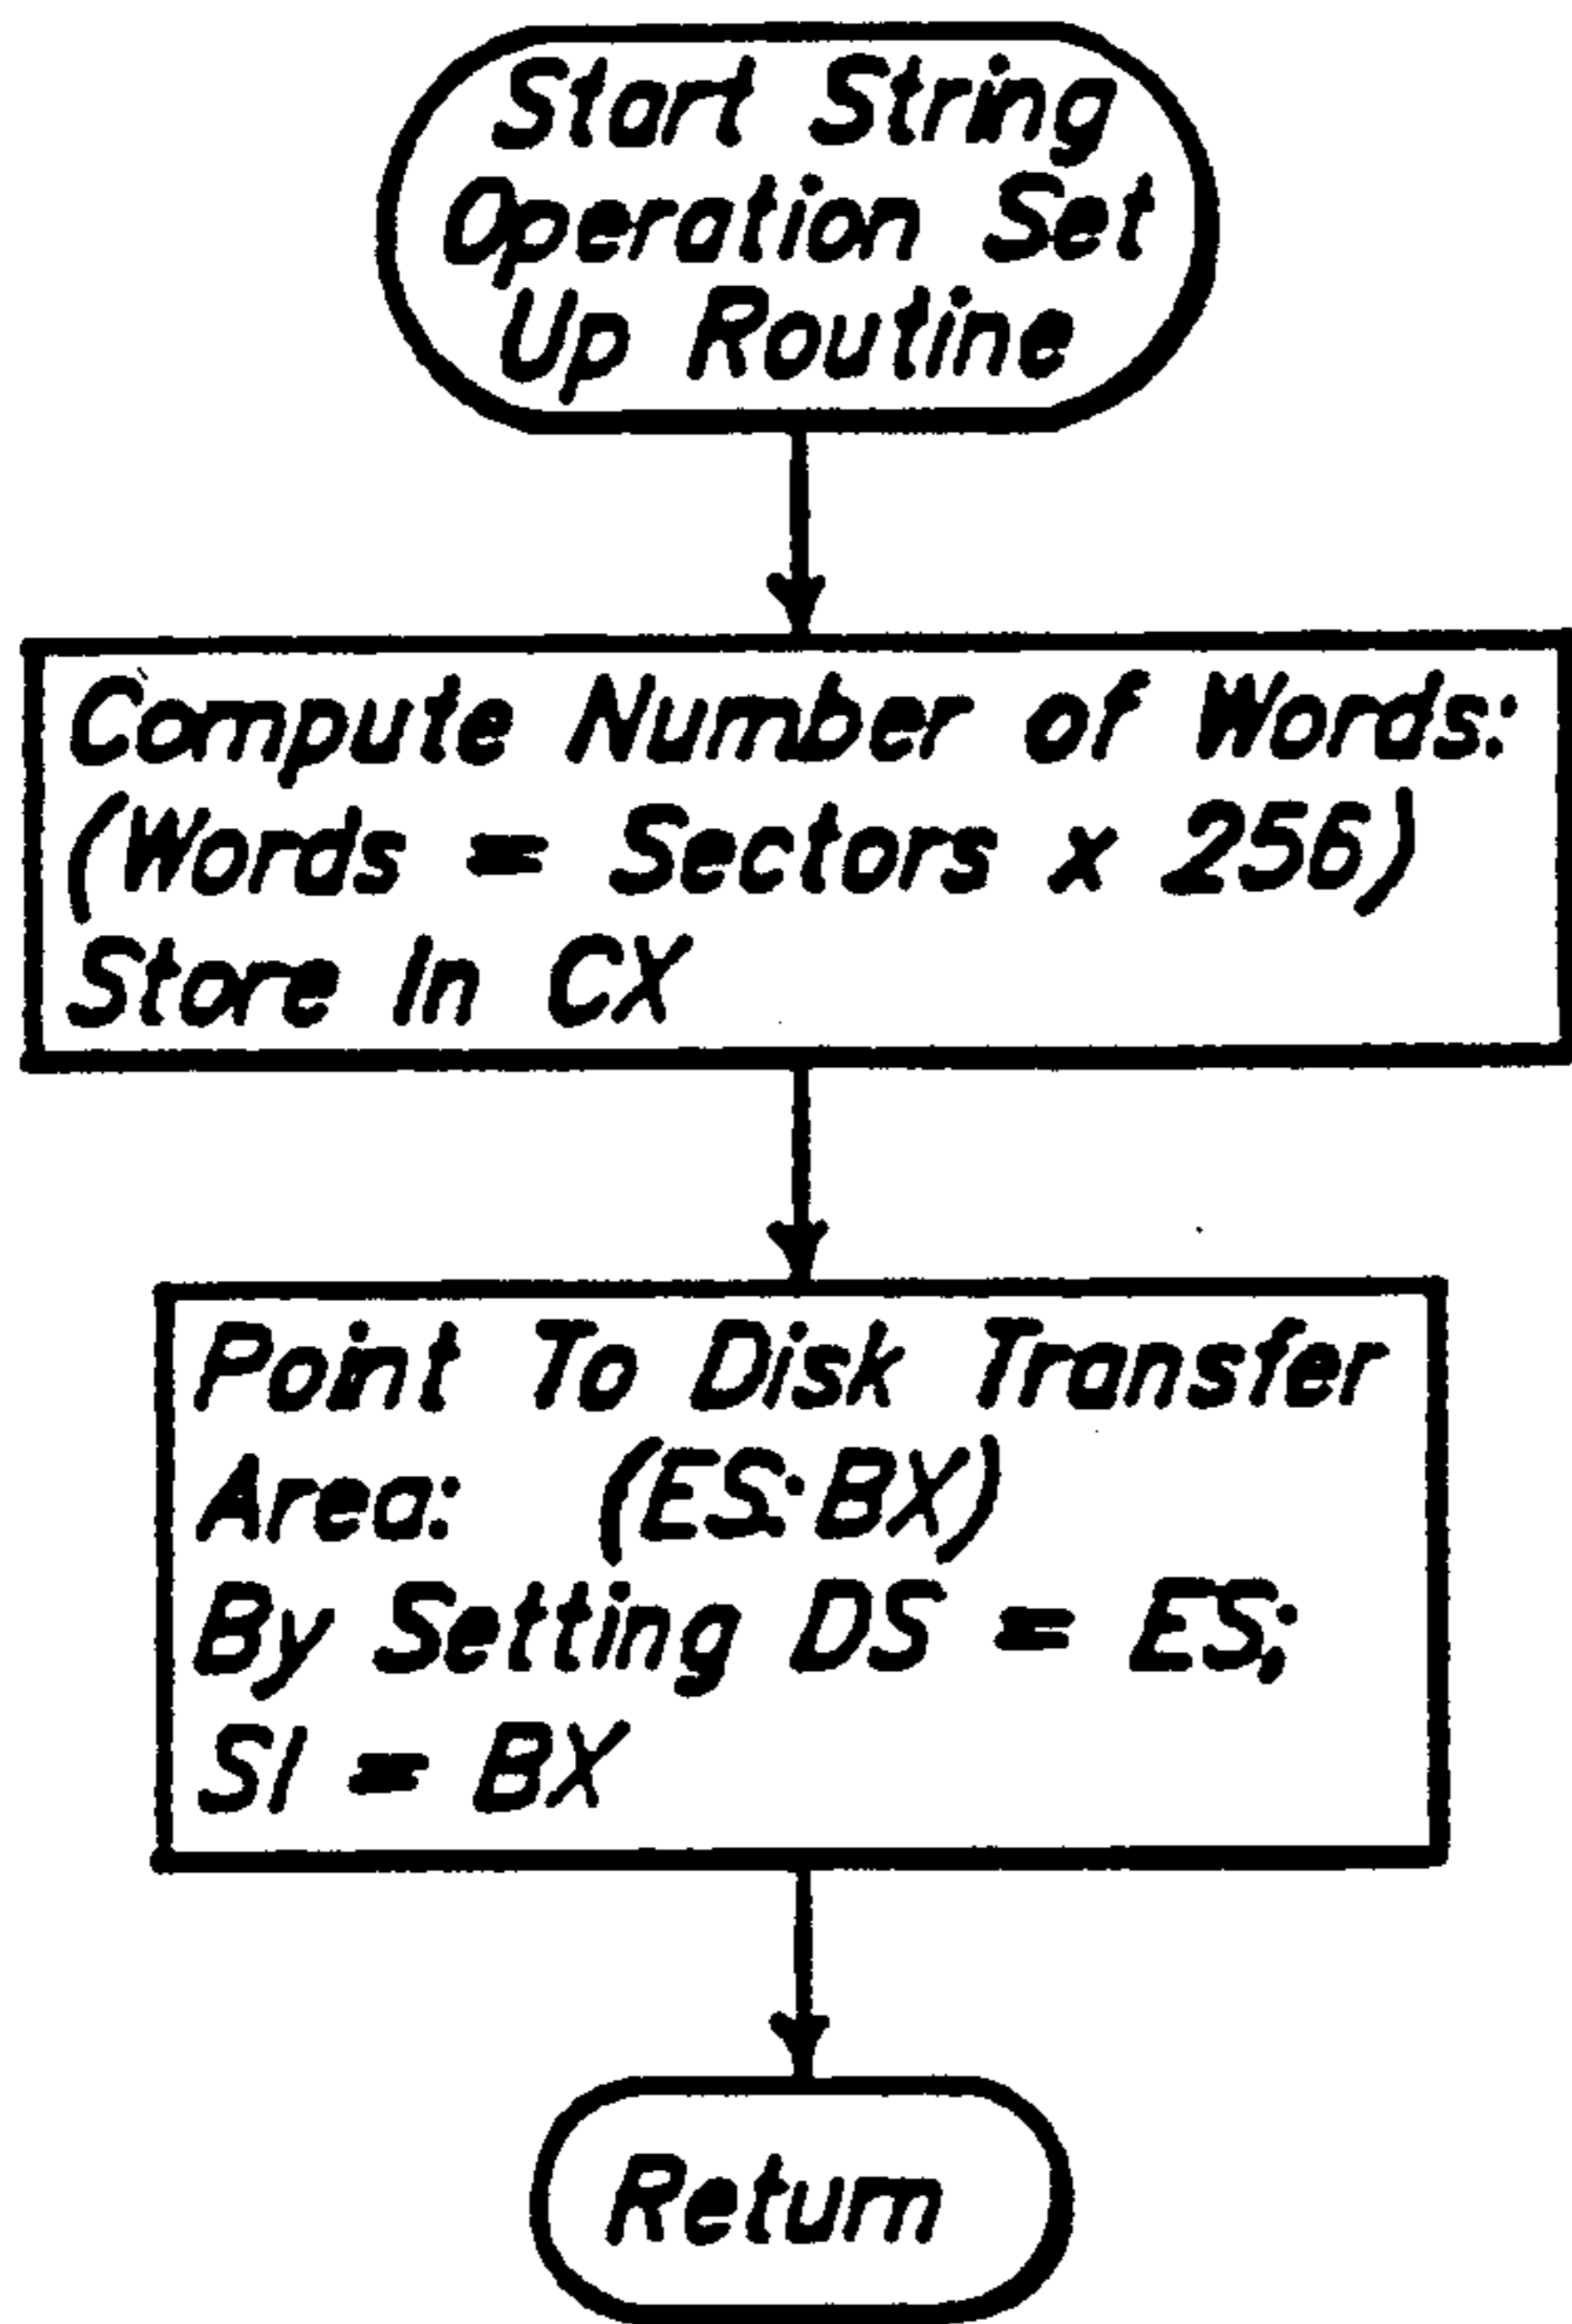 Start String
Operation Set
Up Routine
Compute Number of Words:
(Words = Sectors x 256)
Store In CX
Point To Disk Transfer
Area: (ES:BX)
By Setting DS = ES;
SI = BX
Return